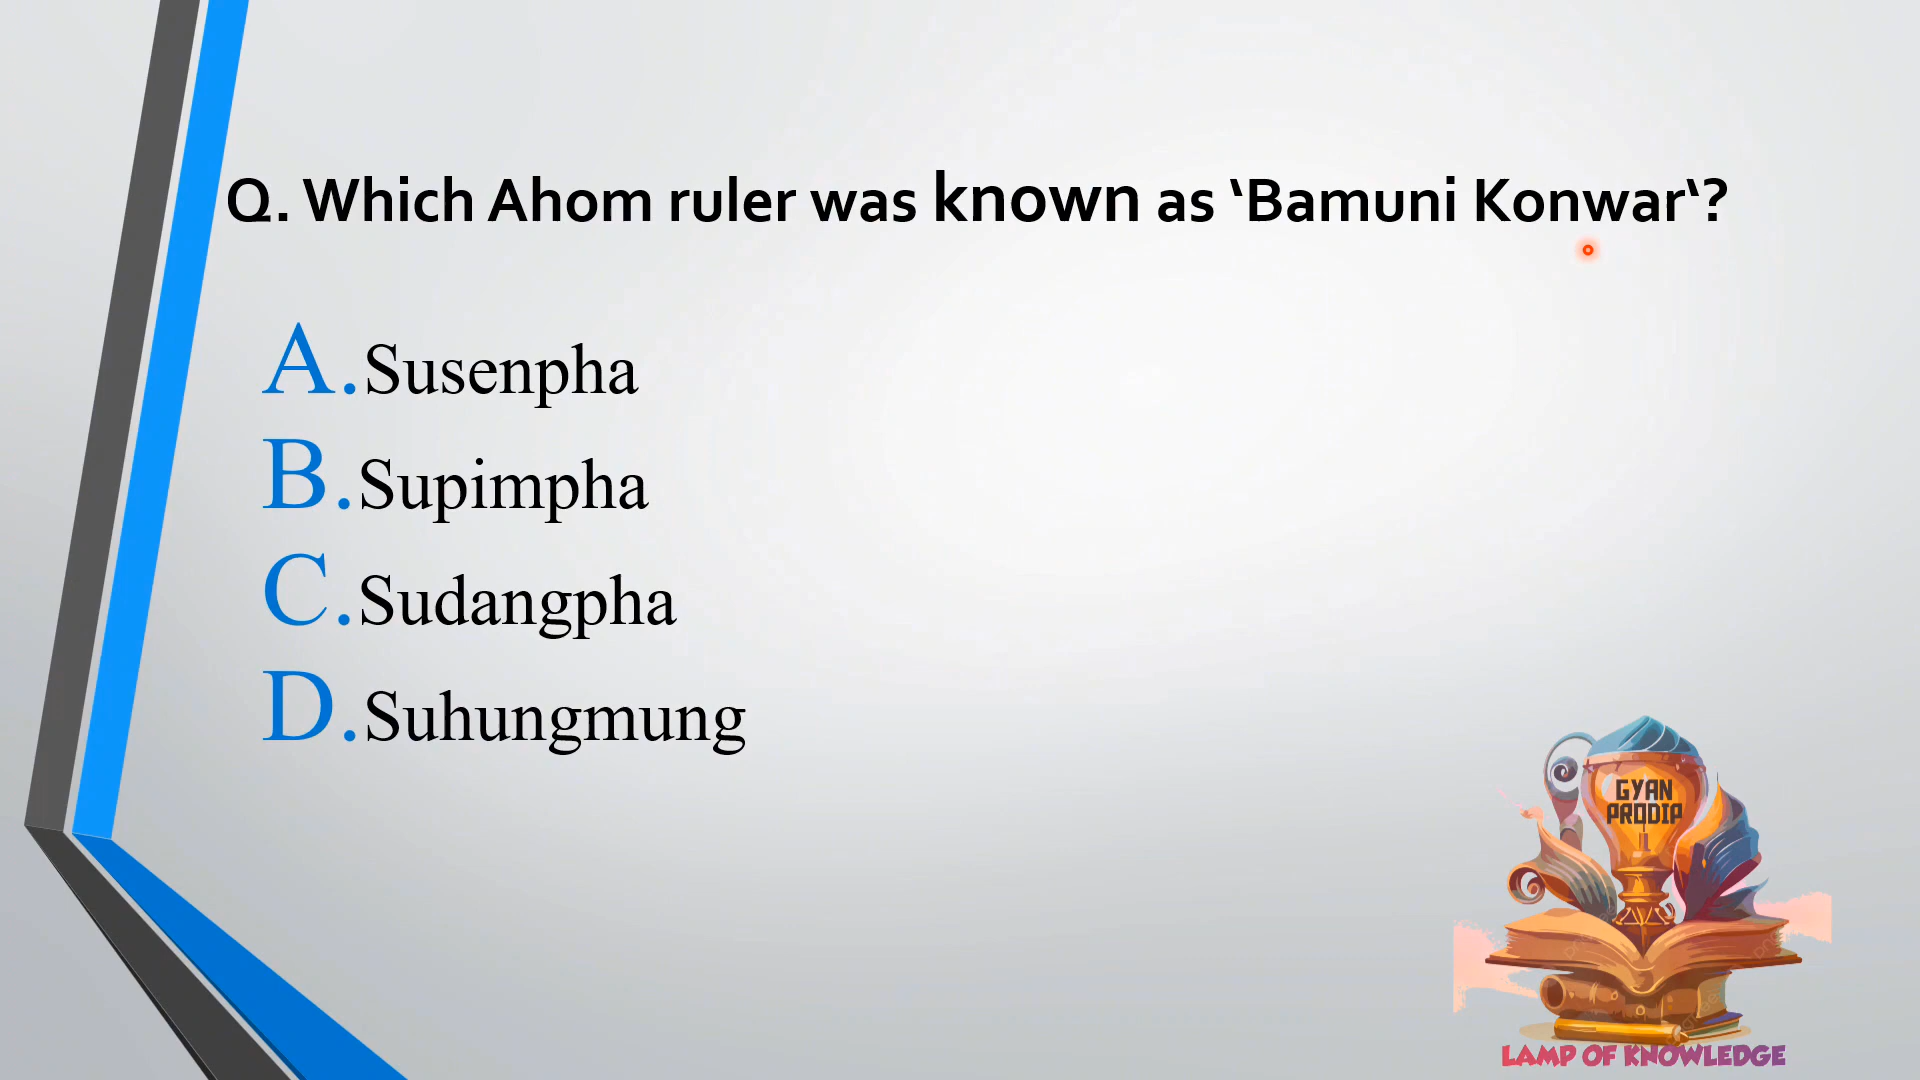 Q. Which Ahom ruler was known as ‘Bamuni Konwar‘?
A. Susenpha
B. Supimpha
C. Sudangpha
D. Suhungmung
GYAN
PRODIP
LAMP OF KNOWLEDGE